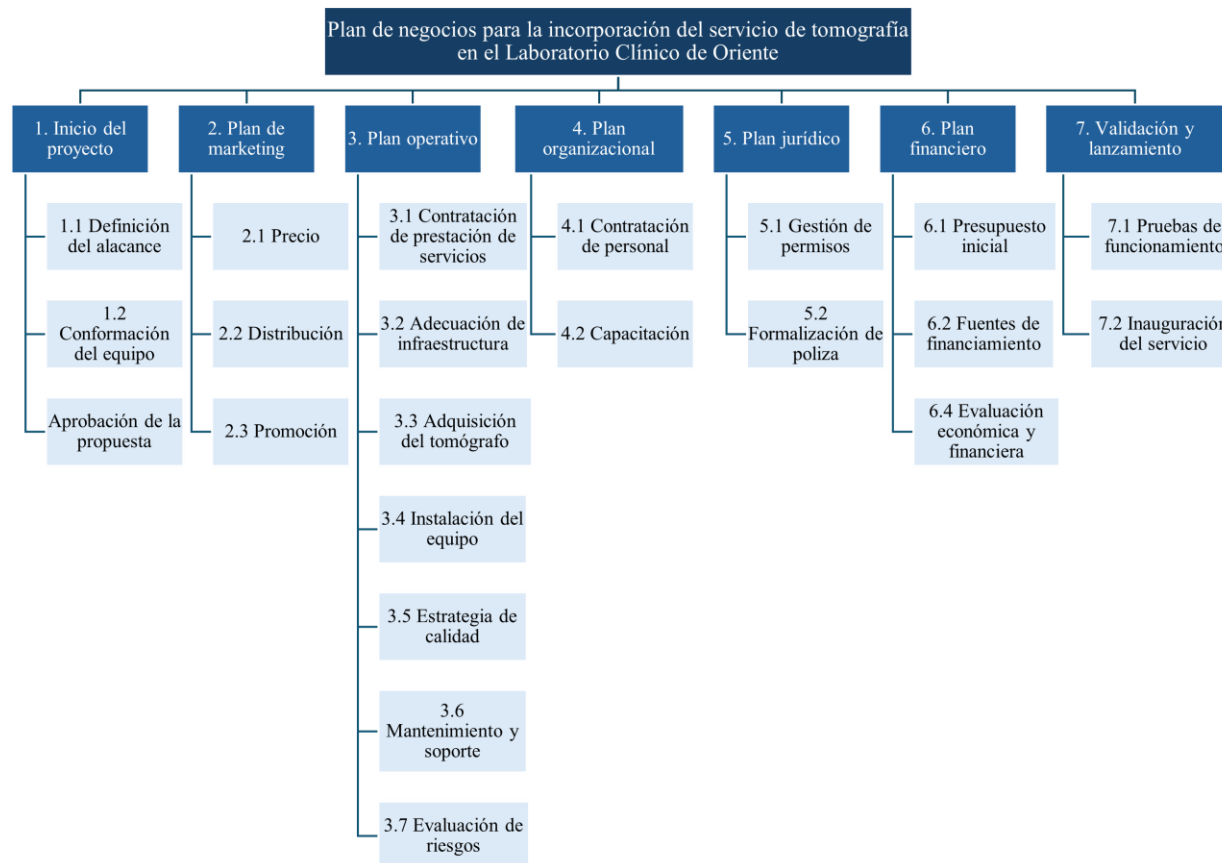 Plan de negocios para la incorporación del servicio de tomografía
en el Laboratorio Clínico de Oriente
1. Inicio del
proyecto
1.1 Definición
del alacance
1.2
Conformación
del equipo
Aprobación de la
propuesta
2. Plan de
marketing
2.1 Precio
2.2 Distribución
2.3 Promoción
3. Plan operativo
3.1 Contratación
de prestación de
servicios
3.2 Adecuación de
infraestructura
3.3 Adquisición
del tomógrafo
3.4 Instalación del
equipo
3.5 Estrategia de
calidad
3.6
Mantenimiento y
soporte
3.7 Evaluación de
riesgos
4. Plan
organizacional
4.1 Contratación
de personal
4.2 Capacitación
5. Plan jurídico
5.1 Gestión de
permisos
5.2
Formalización de
poliza
6. Plan
financiero
6.1 Presupuesto
inicial
6.2 Fuentes de
financiamiento
6.4 Evaluación
económica y
financiera
7. Validación y
lanzamiento
7.1 Pruebas de
funcionamiento
7.2 Inauguración
del servicio